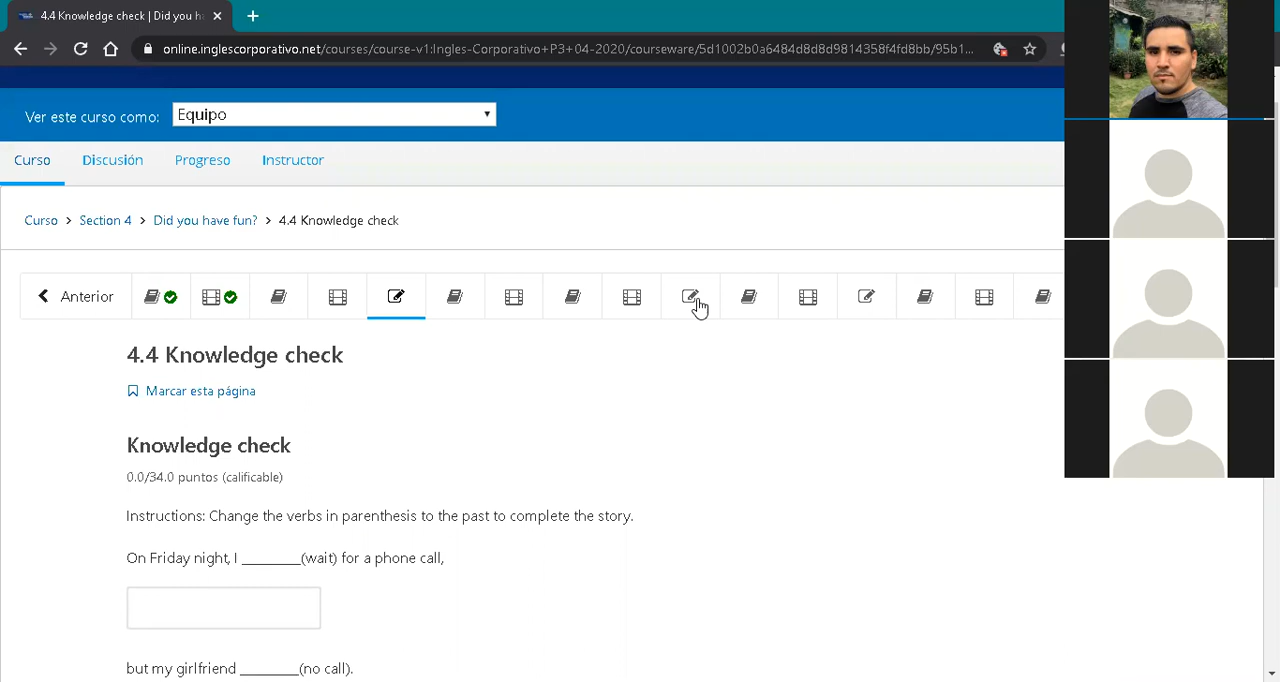 4.4 Knowledge check | Did you ha
online.inglescorporativo.net/courses/course-v1:Ingles-Corporativo+P3+04-2020/courseware/5d1002b0a6484d8d8d9814358f4fd8bb/95b1...
Ver este curso como: Equipo
Curso Discusión Progreso Instructor
Curso > Section 4 > Did you have fun? > 4.4 Knowledge check
Anterior
4.4 Knowledge check
Marcar esta página
Knowledge check
0.0/34.0 puntos (calificable)
Instructions: Change the verbs in parenthesis to the past to complete the story.
On Friday night, I ________(wait) for a phone call,
but my girlfriend ________(no call).